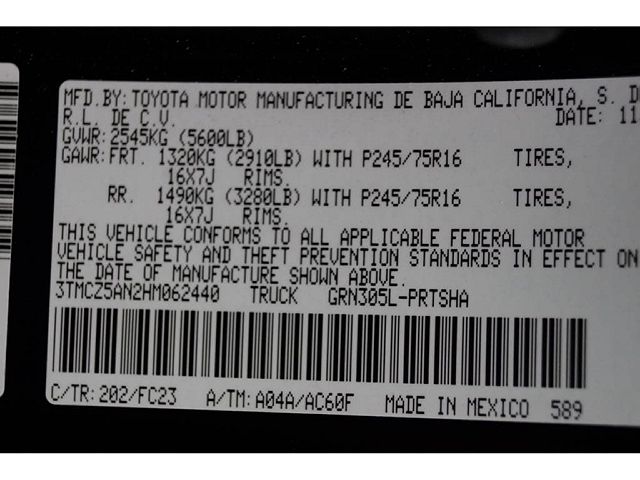 MFD.BY:TOYOTA MOTOR MANUFACTURING DE BAJA CALIFORNIA, S. DE
R.L. DE C.V. DATE: 11
GVWR:2545KG (5600LB)
GAWR:FRT. 1320KG (2910LB) WITH P245/75R16 TIRES,
16X7J RIMS.
RR. 1490KG (3280LB) WITH P245/75R16 TIRES,
16X7J RIMS.
THIS VEHICLE CONFORMS TO ALL APPLICABLE FEDERAL MOTOR
VEHICLE SAFETY AND THEFT PREVENTION STANDARDS IN EFFECT ON
THE DATE OF MANUFACTURE SHOWN ABOVE.
3TMCZ5AN2HM062440 TRUCK GRN305L-PRTSHA
C/TR:202/FC23 A/TM:A04A/AC60F MADE IN MEXICO 589